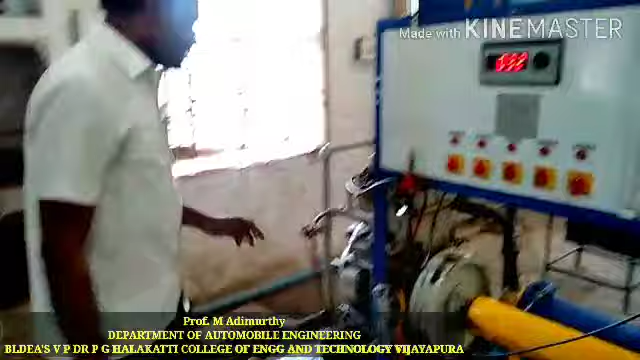 Made with KINEMASTER
Prof. M Adimurthy
DEPARTMENT OF AUTOMOBILE ENGINEERING
BLDEA'S V P DR P G HALAKATTI COLLEGE OF ENGG AND TECHNOLOGY VIJAYAPURA